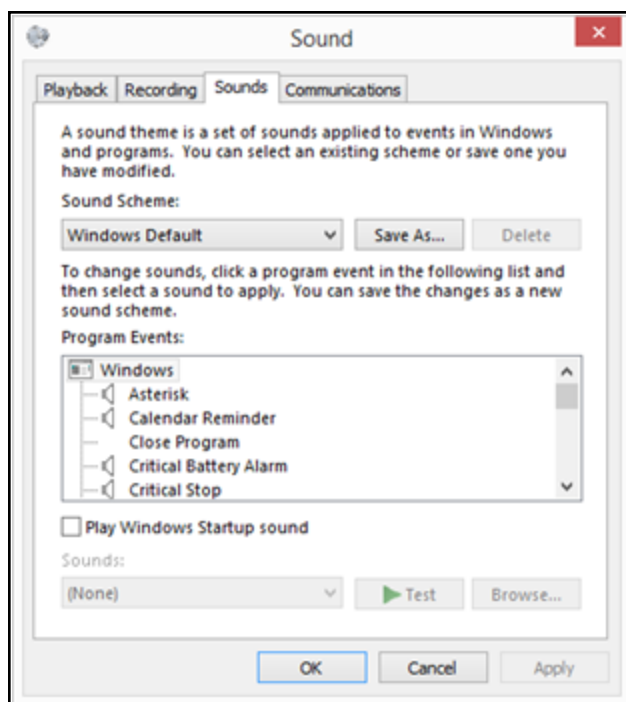 Sound
Playback Recording Sounds Communications
A sound theme is a set of sounds applied to events in Windows
and programs. You can select an existing scheme or save one you
have modified.
Sound Scheme:
Windows Default Save As... Delete
To change sounds, click a program event in the following list and
then select a sound to apply. You can save the changes as a new
sound scheme.
Program Events:
Windows
Asterisk
Calendar Reminder
Close Program
Critical Battery Alarm
Critical Stop
Play Windows Startup sound
Sounds:
(None) Test Browse...
OK Cancel Apply